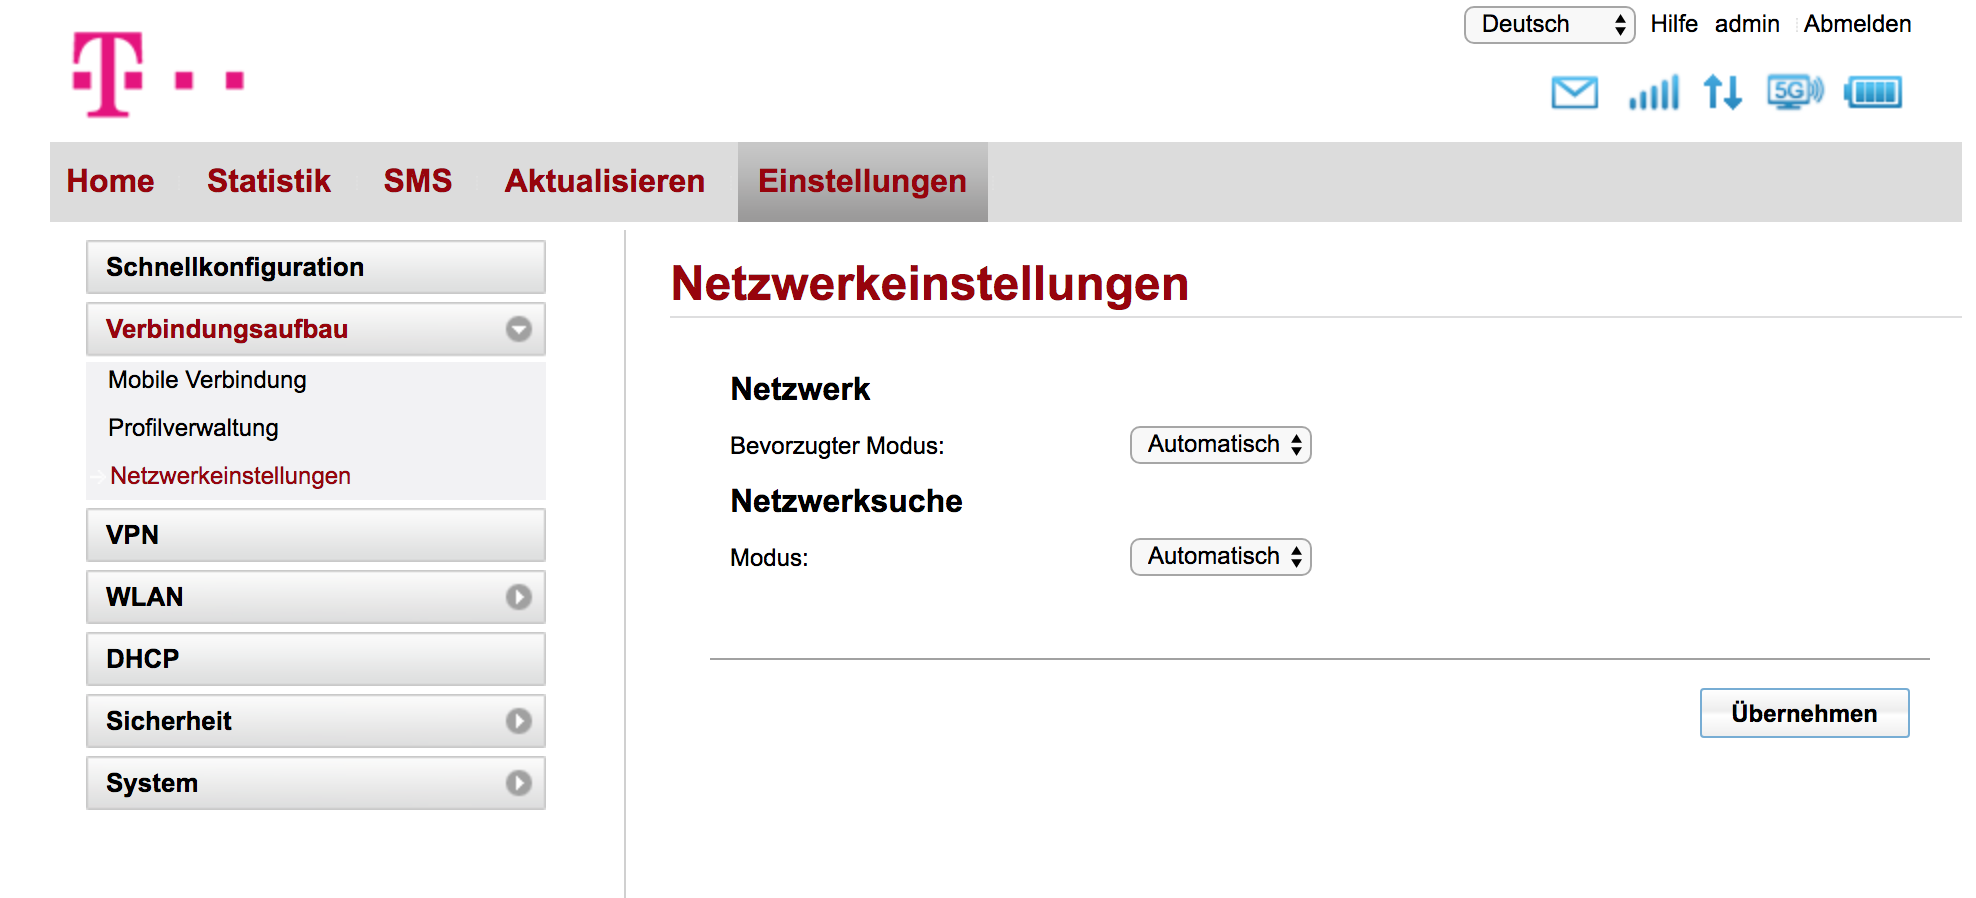 Deutsch Hilfe admin Abmelden
T
5G
Home Statistik SMS Aktualisieren Einstellungen
Schnellkonfiguration
Verbindungsaufbau
Mobile Verbindung
Profilverwaltung
Netzwerkeinstellungen
VPN
WLAN
DHCP
Sicherheit
System
Netzwerkeinstellungen
Netzwerk
Bevorzugter Modus: Automatisch
Netzwerksuche
Modus: Automatisch
Übernehmen